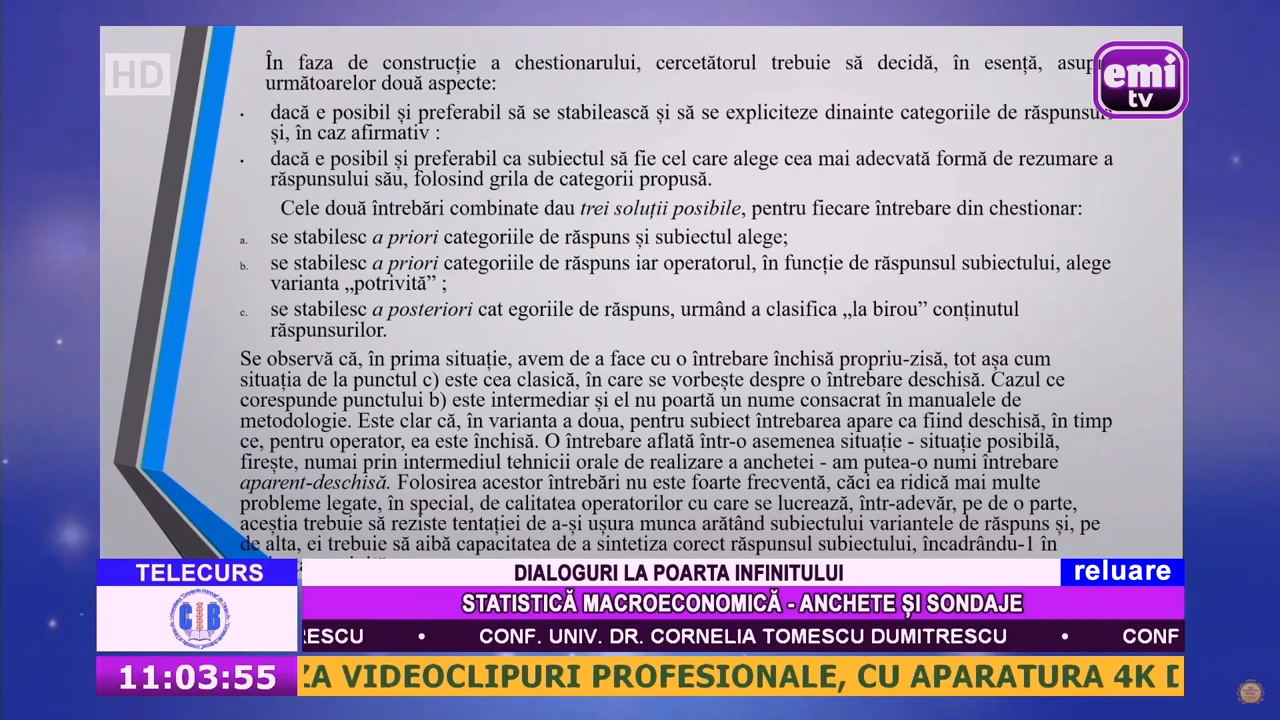 HD
emi
tv
În faza de construcție a chestionarului, cercetătorul trebuie să decidă, în esență,
următoarelor două aspecte:
• dacă e posibil și preferabil să se stabilească și să se expliciteze dinainte categoriile de
și, în caz afirmativ :
• dacă e posibil și preferabil ca subiectul să fie cel care alege cea mai adecvată formă de rezumare a
răspunsului său, folosind grila de categorii propusă.
Cele două întrebări combinate dau trei soluții posibile, pentru fiecare întrebare din chestionar:
a. se stabilesc a priori categoriile de răspuns și subiectul alege;
b. se stabilesc a priori categoriile de răspuns iar operatorul, în funcție de răspunsul subiectului, alege
varianta „potrivită” ;
c. se stabilesc a posteriori cat egoriile de răspuns, urmând a clasifica „la birou” conținutul
răspunsurilor.
Se observă că, în prima situație, avem de a face cu o întrebare închisă propriu-zisă, tot așa cum
situația de la punctul c) este cea clasică, în care se vorbește despre o întrebare deschisă. Cazul ce
corespunde punctului b) este intermediar și el nu poartă un nume consacrat în manualele de
metodologie. Este clar că, în varianta a doua, pentru subiect întrebarea apare ca fiind deschisă, în timp
ce, pentru operator, ea este închisă. O întrebare aflată într-o asemenea situație - situație posibilă,
firește, numai prin intermediul tehnicii orale de realizare a anchetei - am putea-o numi întrebare
aparent-deschisă. Folosirea acestor întrebări nu este foarte frecventă, căci ea ridică mai multe
probleme legate, în special, de calitatea operatorilor cu care se lucrează, într-adevăr, pe de o parte,
aceștia trebuie să reziste tentației de a-și ușura munca arătând subiectului variantele de răspuns și, pe
de alta, ei trebuie să aibă capacitatea de a sintetiza corect răspunsul subiectului, încadrându-1 în
TELECURS
DIALOGURI LA POARTA INFINITULUI
reluare
CIB
STATISTICĂ MACROECONOMICĂ - ANCHETE ȘI SONDAJE
RESCU • CONF. UNIV. DR. CORNELIA TOMESCU DUMITRESCU • CONF
11:03:55
ZA VIDEOCLIPURI PROFESIONALE, CU APARATURA 4K D